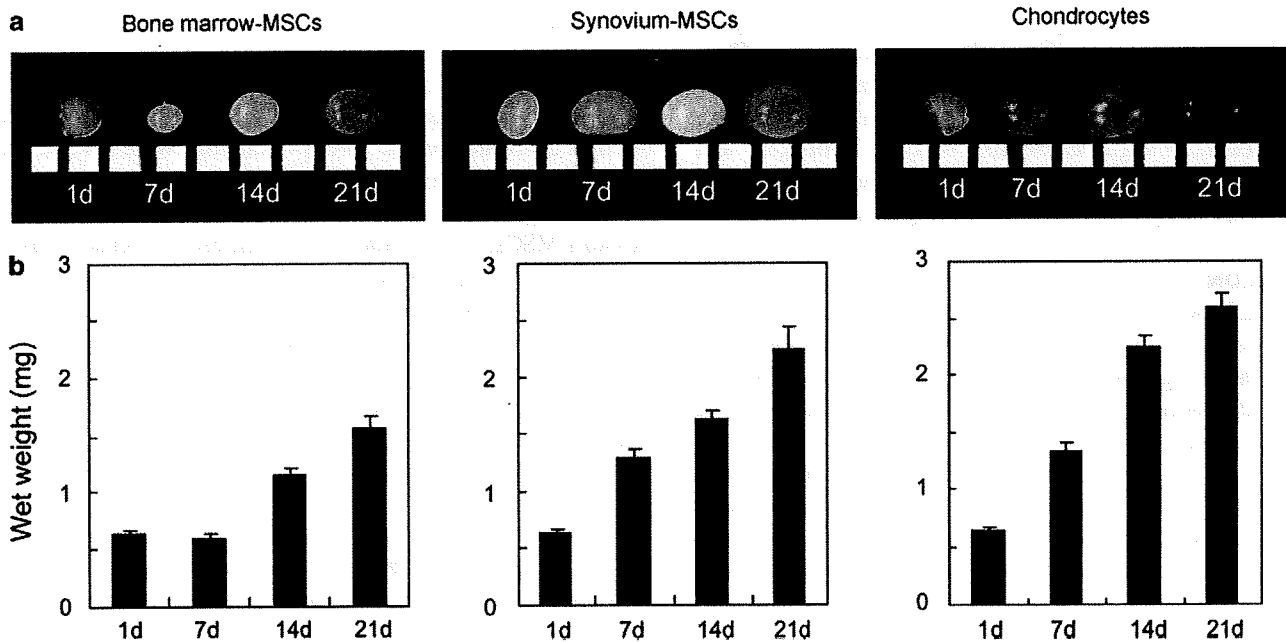 a
Bone marrow-MSCs
Synovium-MSCs
Chondrocytes
1d 7d 14d 21d
1d 7d 14d 21d
1d 7d 14d 21d
b
Wet weight (mg)
3
2
1
0
1d 7d 14d 21d
3
2
1
0
1d 7d 14d 21d
3
2
1
0
1d 7d 14d 21d